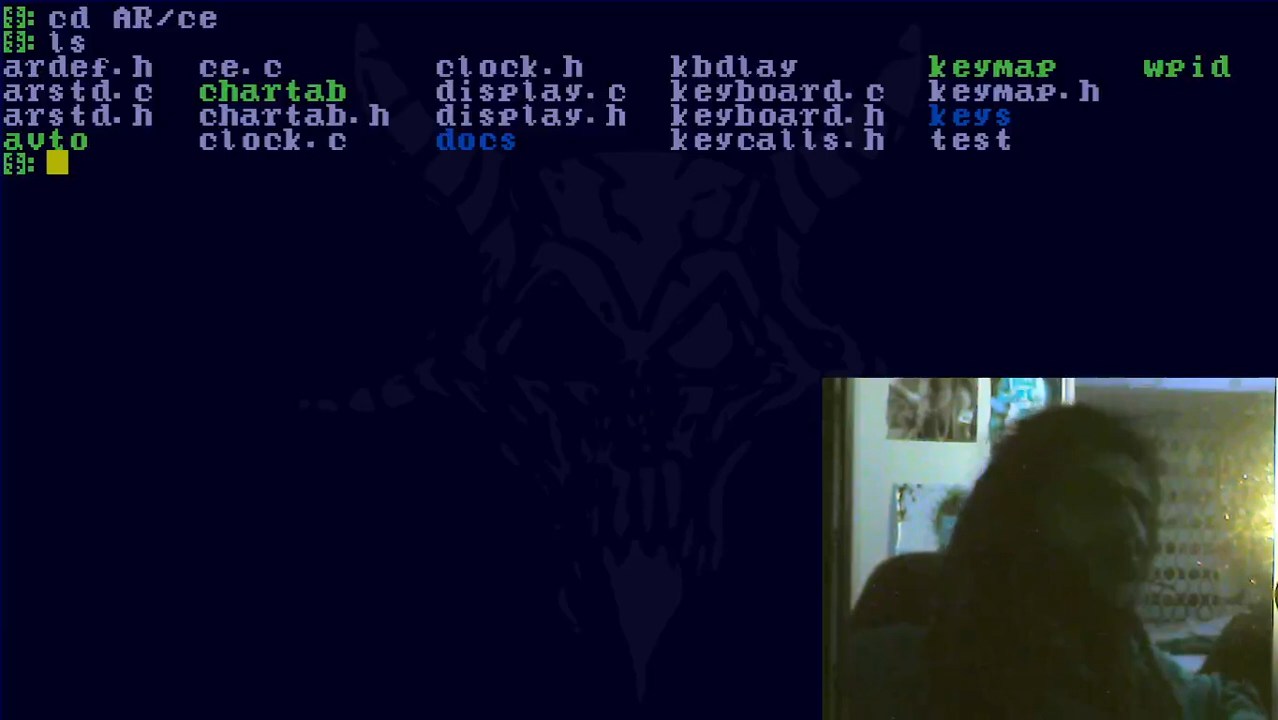 : cd AR/ce
: ls
ardef.h ce.c clock.h kbdlay keymap wpid
arstd.c chartab display.c keyboard.c keymap.h
arstd.h chartab.h display.h keyboard.h keys
avto clock.c docs keycalls.h test
: